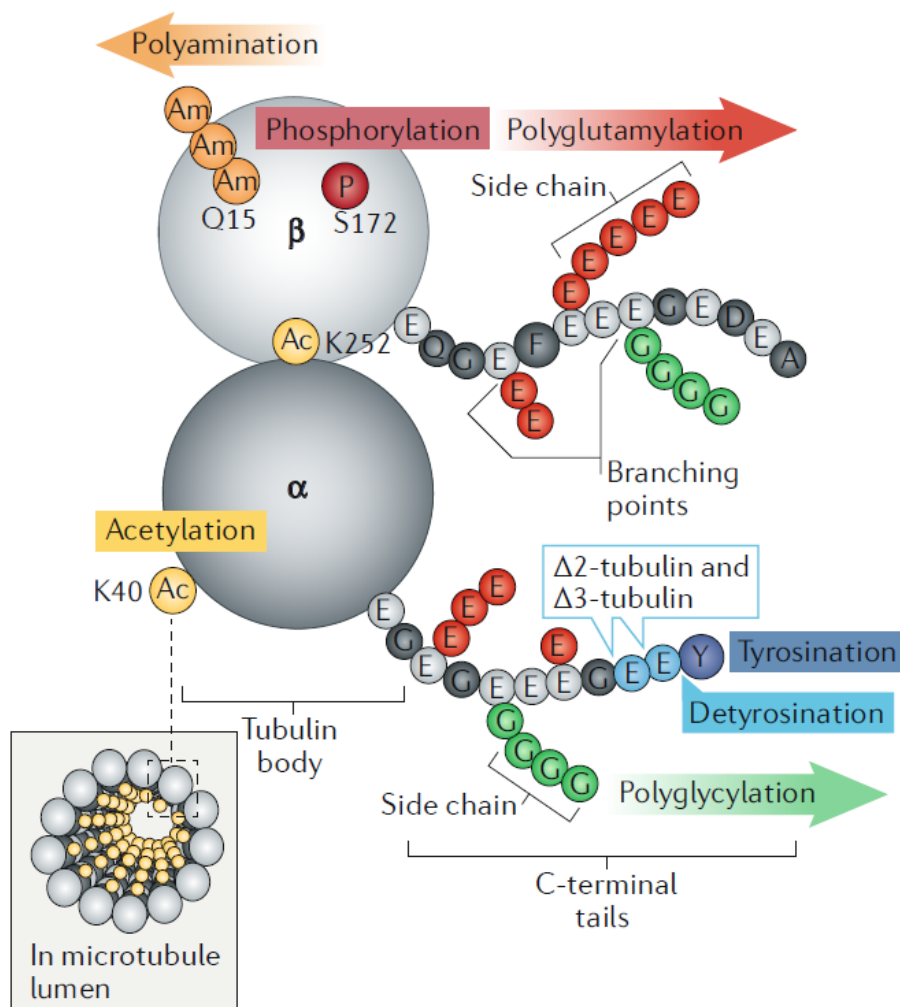 Polyamination
Am
Am
Am
Q15
Phosphorylation
P
S172
Polyglutamylation
Side chain
E E E E E
β
Ac
K252
E Q G E F E E E G E D E A
E E
G G G G
Branching
points
α
Acetylation
K40
Ac
Δ2-tubulin and
Δ3-tubulin
E E E
E
E G E G E E E G E E Y
Tyrosination
Detyrosination
Tubulin
body
G G G G
Side chain
Polyglycylation
C-terminal
tails
In microtubule
lumen